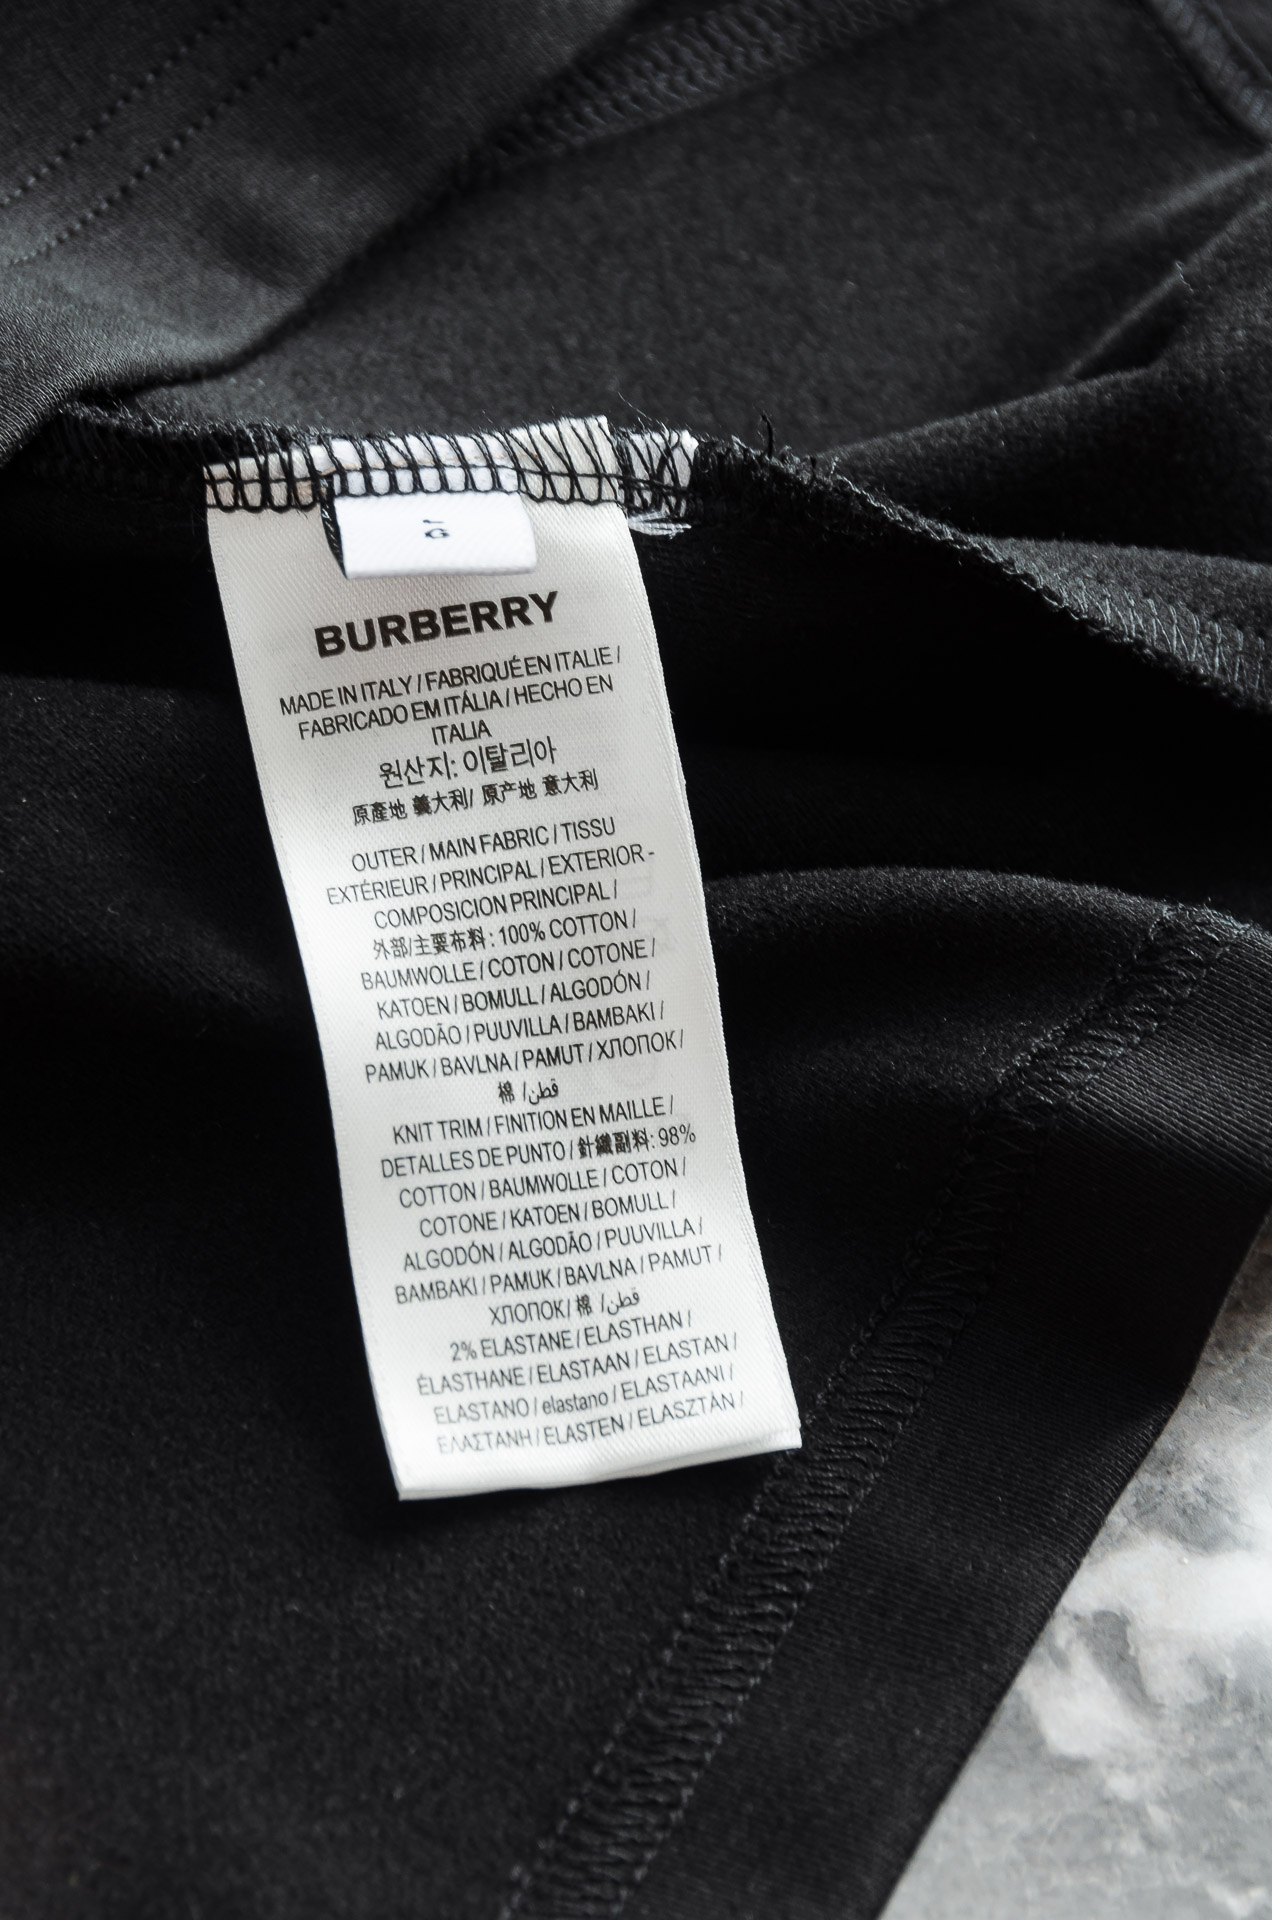 BURBERRY
MADE IN ITALY / FABRIQUÉ EN ITALIE /
FABRICADO EM ITÁLIA / HECHO EN
ITALIA
원산지: 이탈리아
原產地 義大利/ 原产地 意大利
OUTER / MAIN FABRIC / TISSU
EXTÉRIEUR / PRINCIPAL / EXTERIOR -
COMPOSICION PRINCIPAL /
外部/主要布料: 100% COTTON /
BAUMWOLLE / COTON / COTONE /
KATOEN / BOMULL / ALGODÓN /
ALGODÃO / PUUVILLA / BAMBAKI /
PAMUK / BAVLNA / PAMUT / ХЛОПОК /
棉 / قطن
KNIT TRIM / FINITION EN MAILLE /
DETALLES DE PUNTO / 針織副料: 98%
COTTON / BAUMWOLLE / COTON /
COTONE / KATOEN / BOMULL /
ALGODÓN / ALGODÃO / PUUVILLA /
BAMBAKI / PAMUK / BAVLNA / PAMUT /
ХЛОПОК / 棉 / قطن
2% ELASTANE / ELASTHAN /
ÉLASTHANE / ELASTAAN / ELASTAN /
ELASTANO / elastano / ELASTAANI /
ΕΛΑΣΤΑΝΗ / ELASTEN / ELASZTÁN /